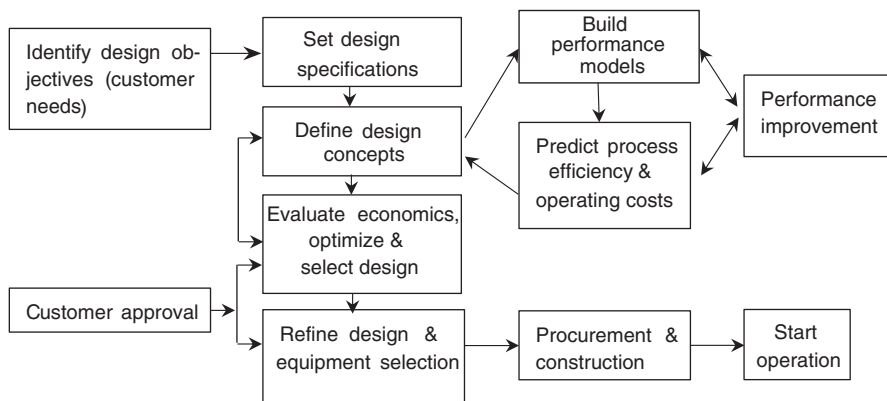 Identify design ob-
jectives (customer
needs)
Set design
specifications
Build
performance
models
Performance
improvement
Define design
concepts
Predict process
efficiency &
operating costs
Evaluate economics,
optimize &
select design
Customer approval
Refine design &
equipment selection
Procurement &
construction
Start
operation